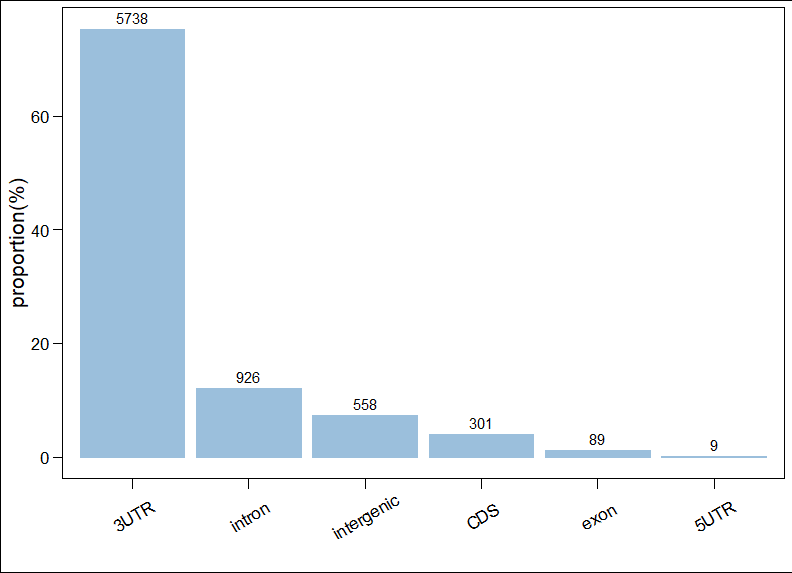 5738
60
40
20
0
proportion(%)
926
558
301
89
9
3UTR
intron
intergenic
CDS
exon
5UTR